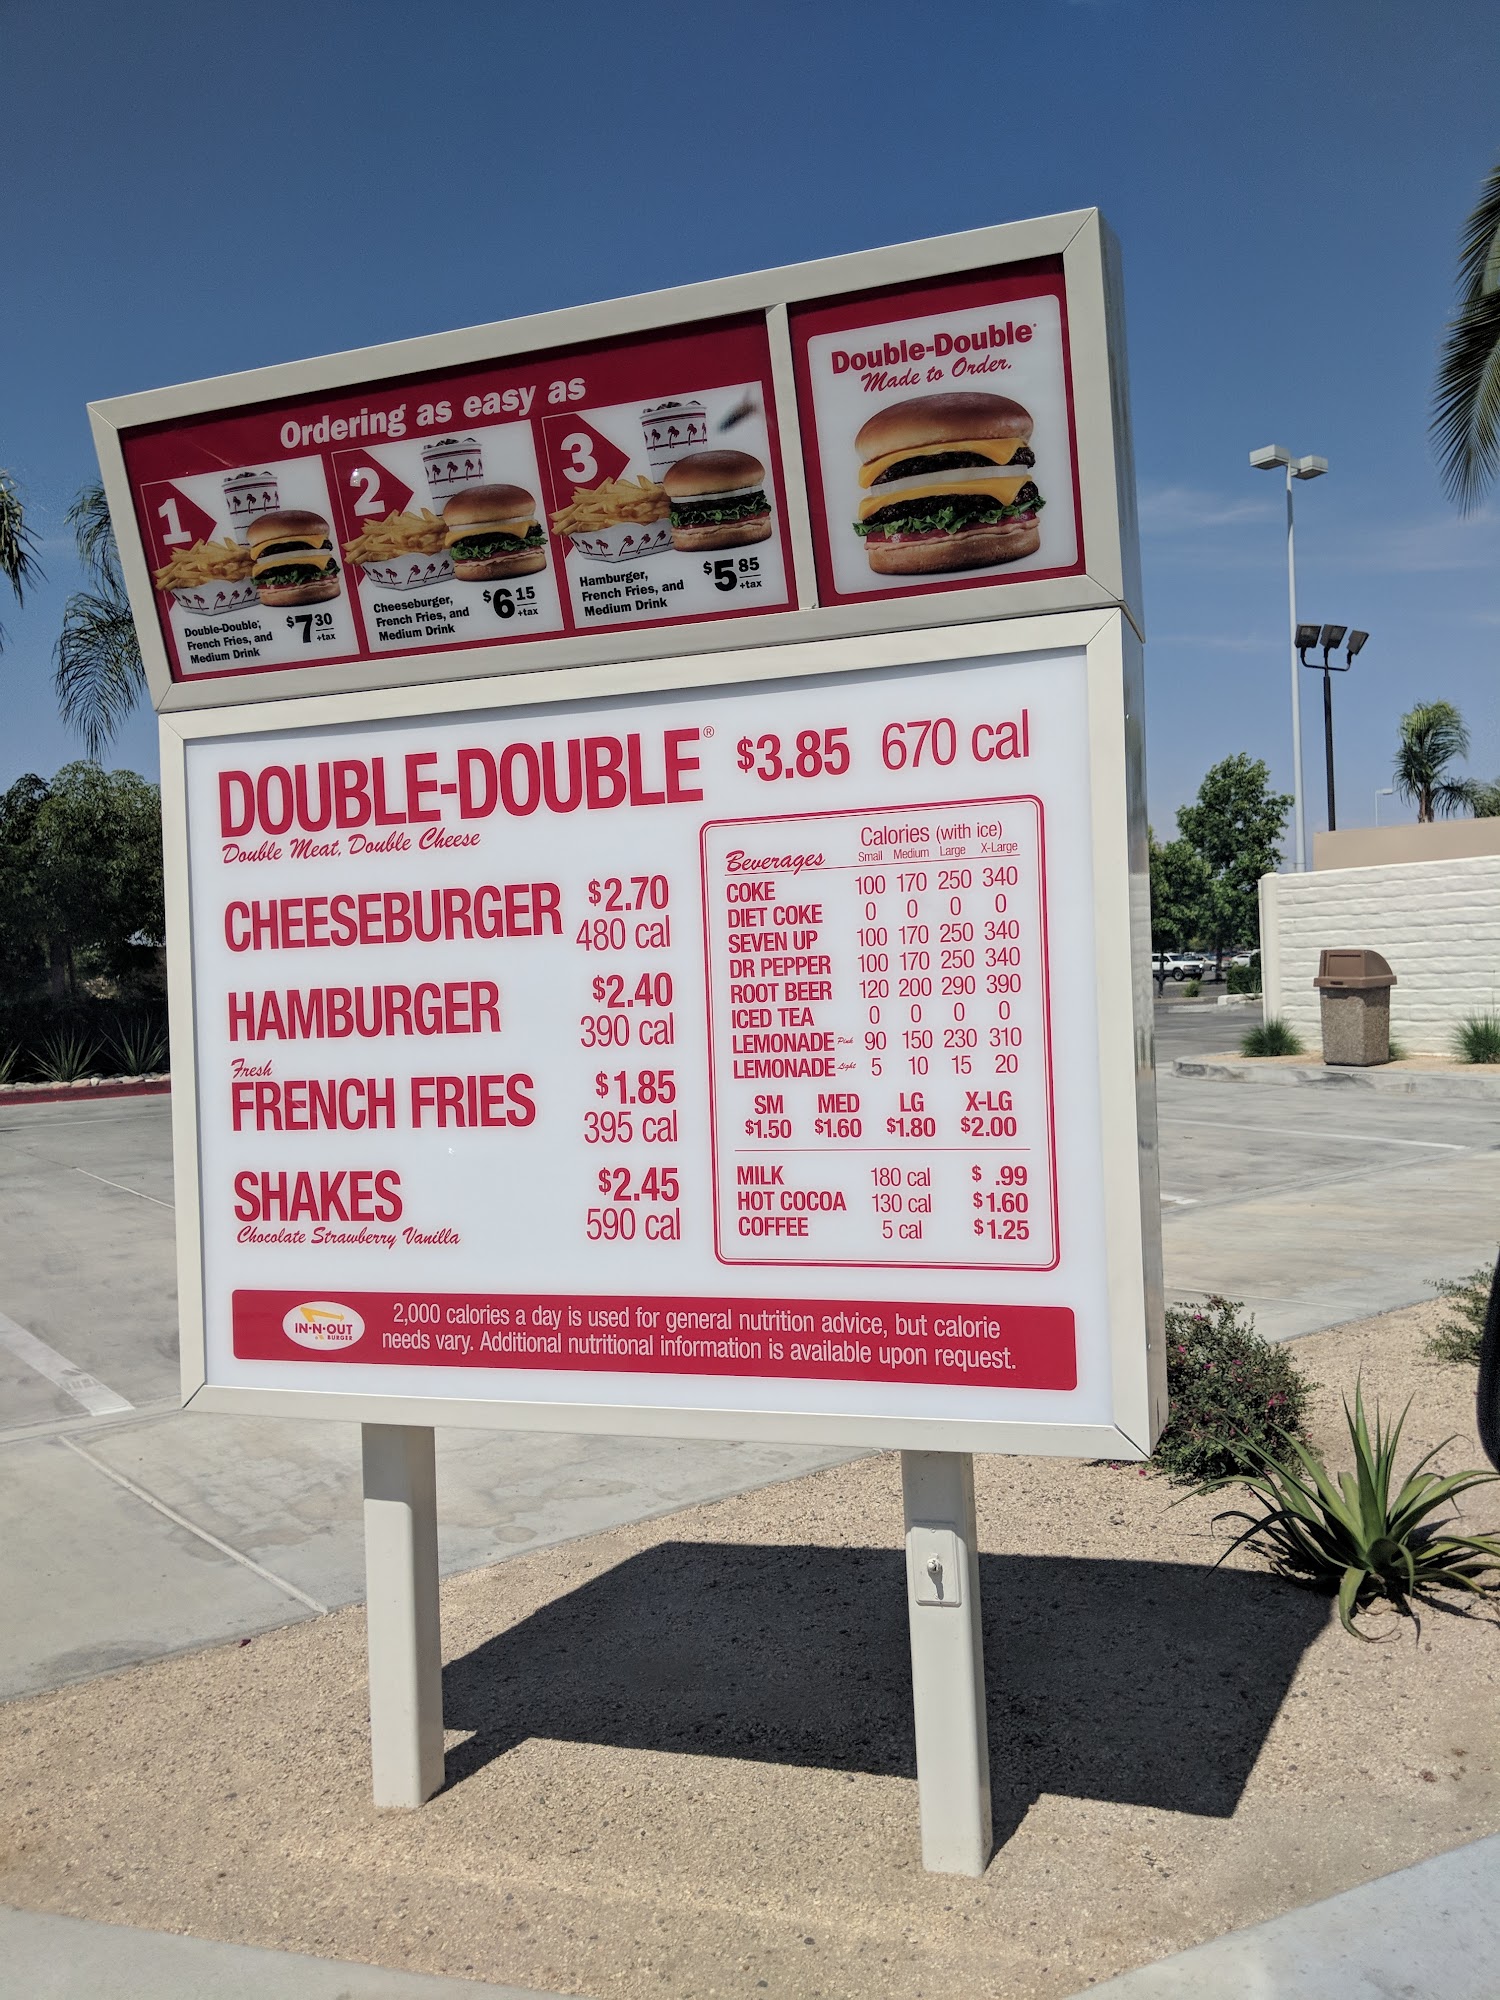 Ordering as easy as
1
Double-Double,
French Fries, and
Medium Drink
$7 30
+tax
2
Cheeseburger,
French Fries, and
Medium Drink
$6 15
+tax
3
Hamburger,
French Fries, and
Medium Drink
$5 85
+tax
Double-Double®
Made to Order.
DOUBLE-DOUBLE® $3.85 670 cal
Double Meat, Double Cheese
CHEESEBURGER $2.70
480 cal
HAMBURGER $2.40
390 cal
Fresh
FRENCH FRIES $1.85
395 cal
SHAKES $2.45
Chocolate Strawberry Vanilla 590 cal
Calories (with ice)
Beverages Small Medium Large X-Large
COKE 100 170 250 340
DIET COKE 0 0 0 0
SEVEN UP 100 170 250 340
DR PEPPER 100 170 250 340
ROOT BEER 120 200 290 390
ICED TEA 0 0 0 0
LEMONADE Pink 90 150 230 310
LEMONADE Light 5 10 15 20
SM MED LG X-LG
$1.50 $1.60 $1.80 $2.00
MILK 180 cal $ .99
HOT COCOA 130 cal $1.60
COFFEE 5 cal $1.25
IN-N-OUT
BURGER
2,000 calories a day is used for general nutrition advice, but calorie
needs vary. Additional nutritional information is available upon request.